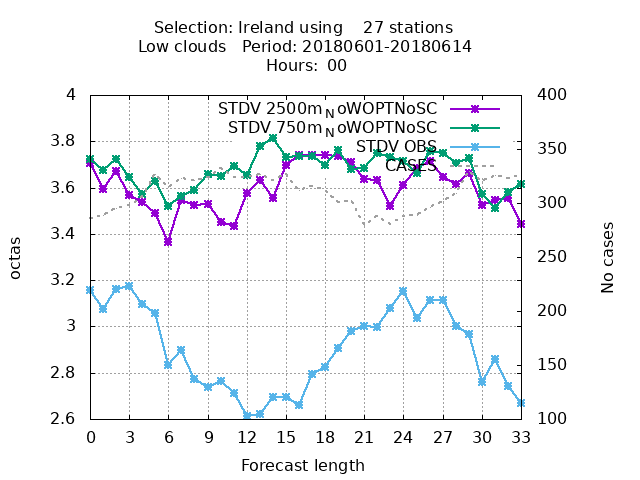 Selection: Ireland using    27 stations
Low clouds   Period: 20180601-20180614
Hours: 00
STDV 2500m_NoWOPTNoSC
STDV 750m_NoWOPTNoSC
STDV OBS
CASES
4
3.8
3.6
3.4
3.2
3
2.8
2.6
400
350
300
250
200
150
100
octas
No cases
0 3 6 9 12 15 18 21 24 27 30 33
Forecast length